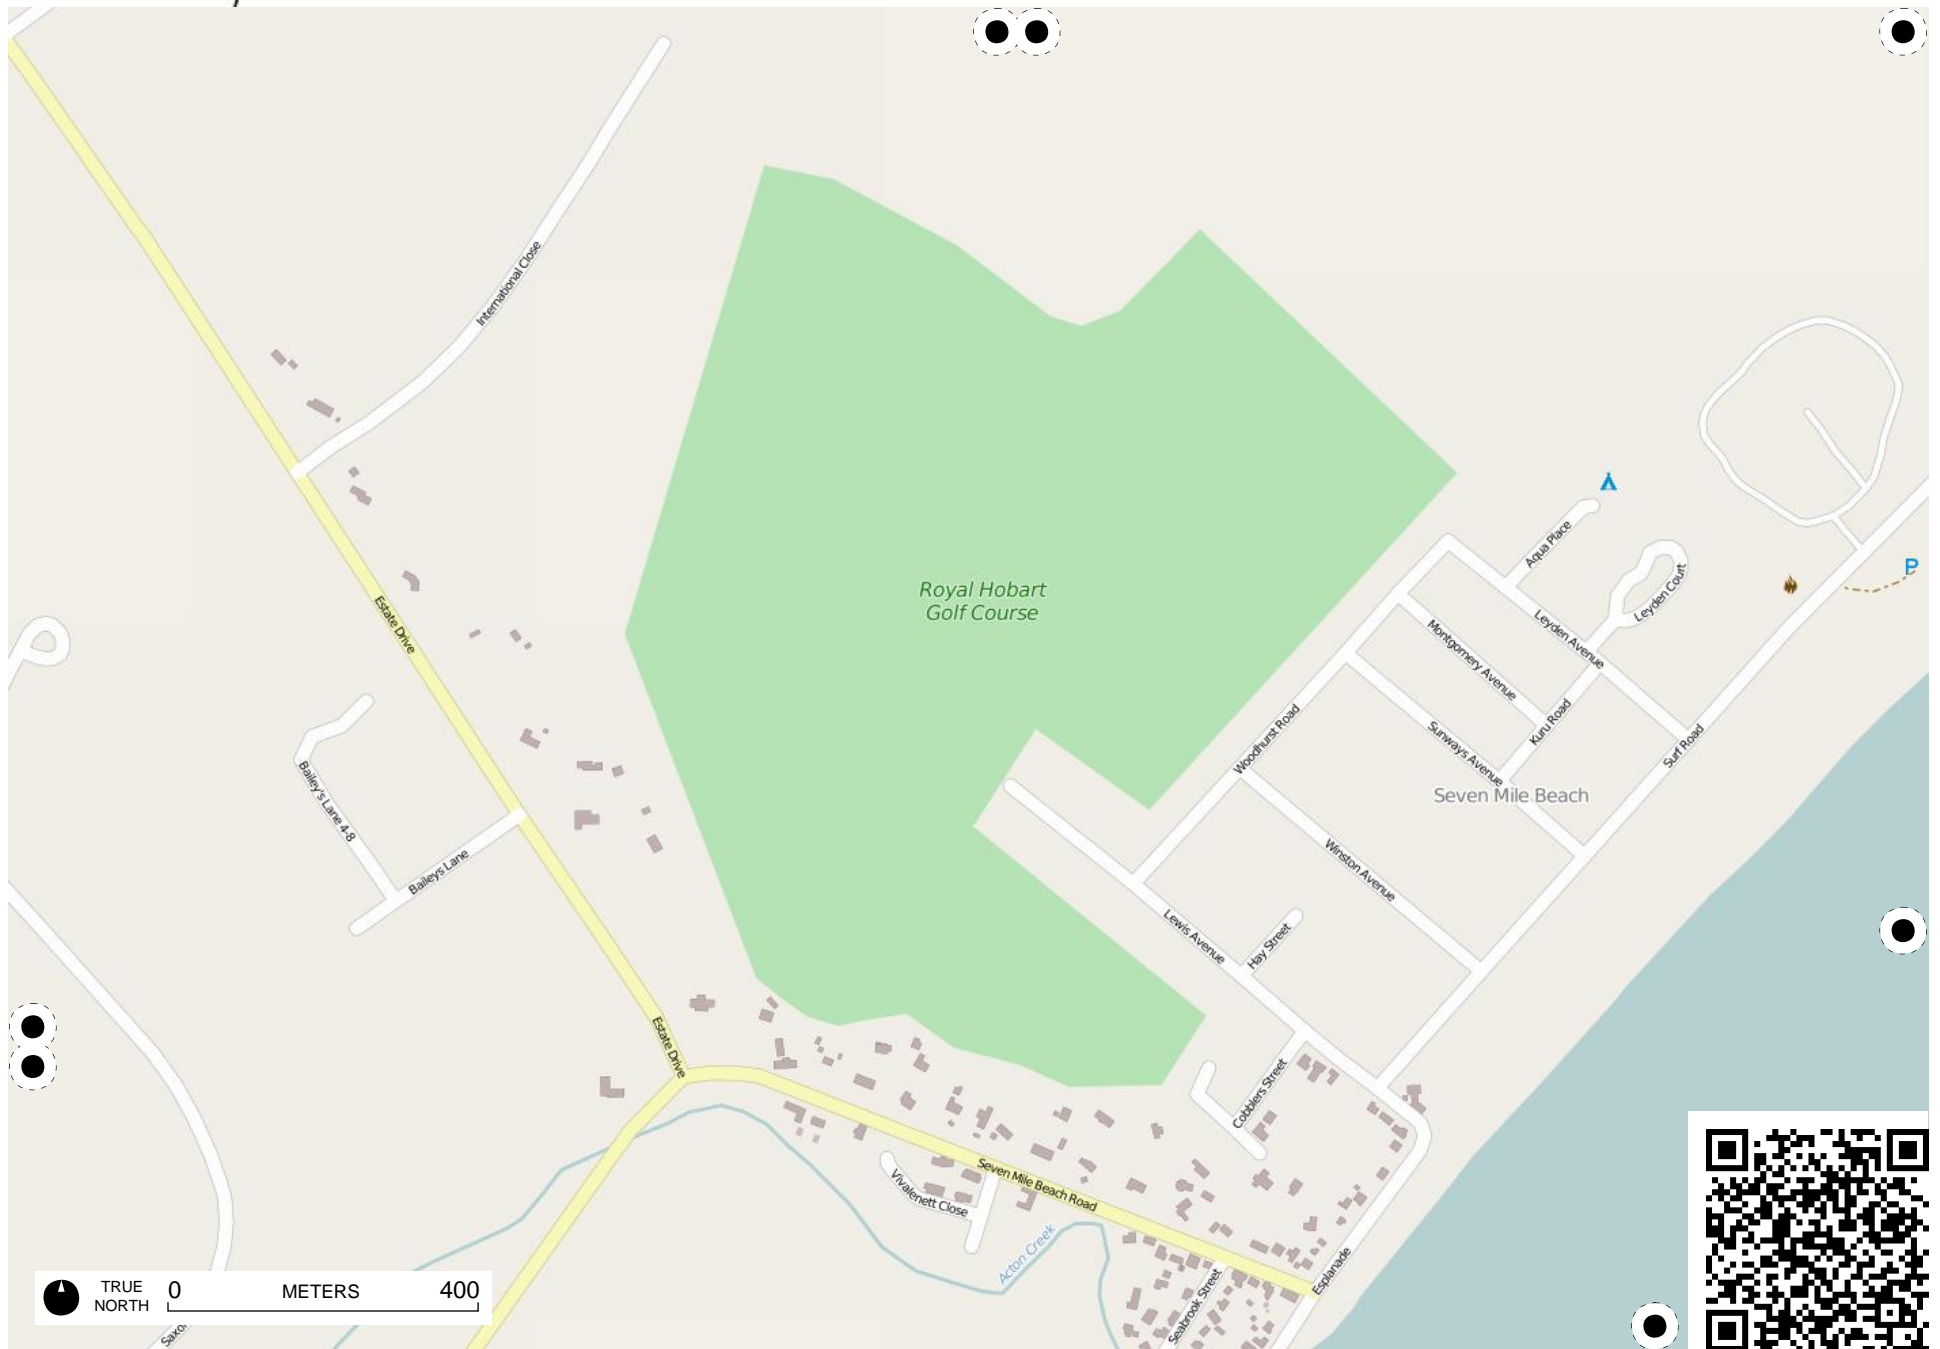 International Close
Estate Drive
Royal Hobart
Golf Course
Aqua Place
Leyden Court
Leyden Avenue
Montgomery Avenue
Kuru Road
Sunways Avenue
Woodhurst Road
Surf Road
Seven Mile Beach
P
Bailey's Lane 4-8
Baileys Lane
Winston Avenue
Lewis Avenue
Hay Street
Estate Drive
Cobblers Street
Vivalenett Close
Seven Mile Beach Road
Acton Creek
Esplanade
Seabrook Street
TRUE
NORTH
0 METERS 400